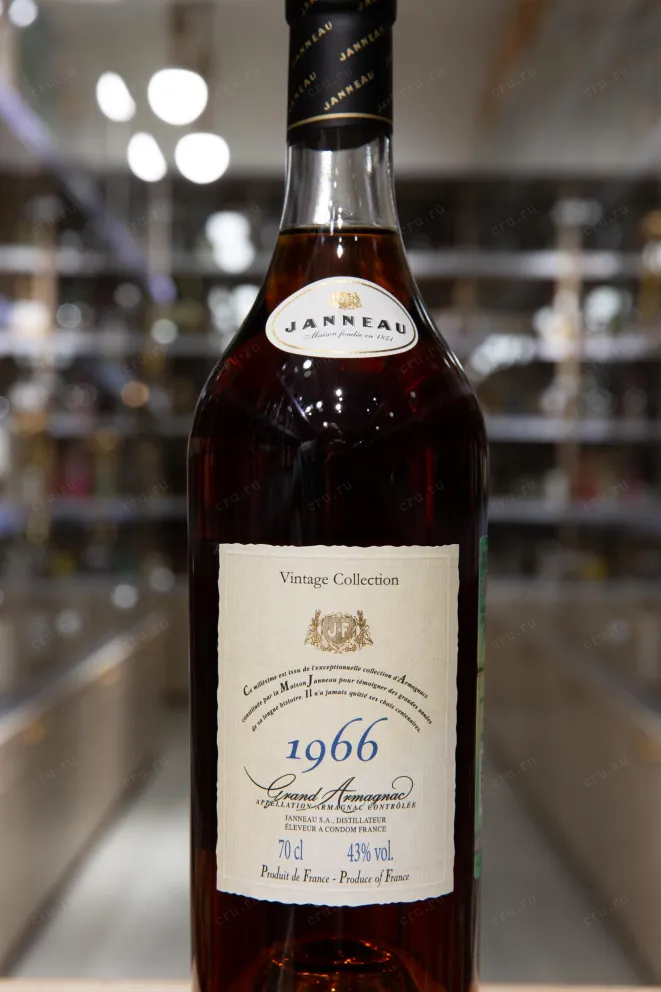 JANNEAU
JANNEAU
JANNEAU
JANNEAU
Maison fondée en 1851
Vintage Collection
J·F
Ce millésime est issu de l'exceptionnelle collection d'Armagnacs
constituée par la Maison Janneau pour témoigner des grandes années
de sa longue histoire. Il n'a jamais quitté ses chais centenaires.
1966
Grand Armagnac
APPELLATION ARMAGNAC CONTRÔLÉE
JANNEAU S.A., DISTILLATEUR
ÉLEVEUR A CONDOM FRANCE
70 cl 43% vol.
Produit de France - Produce of France
cru.ru